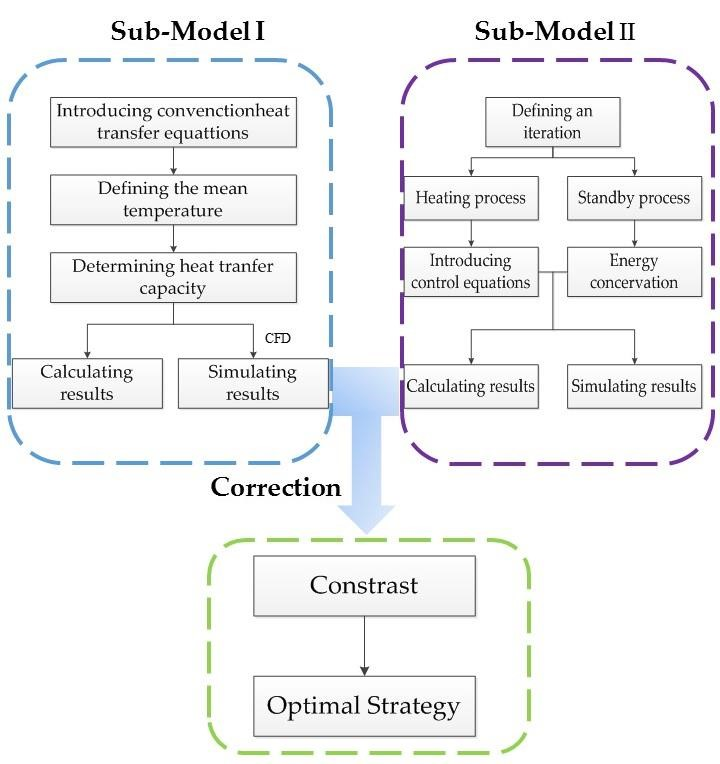 Sub-Model I
Introducing convenctionheat
transfer equattions
Defining the mean
temperature
Determining heat tranfer
capacity
CFD
Calculating
results
Simulating
results
Sub-Model II
Defining an
iteration
Heating process
Standby process
Introducing
control equations
Energy
concervation
Calculating results
Simulating results
Correction
Constrast
Optimal Strategy